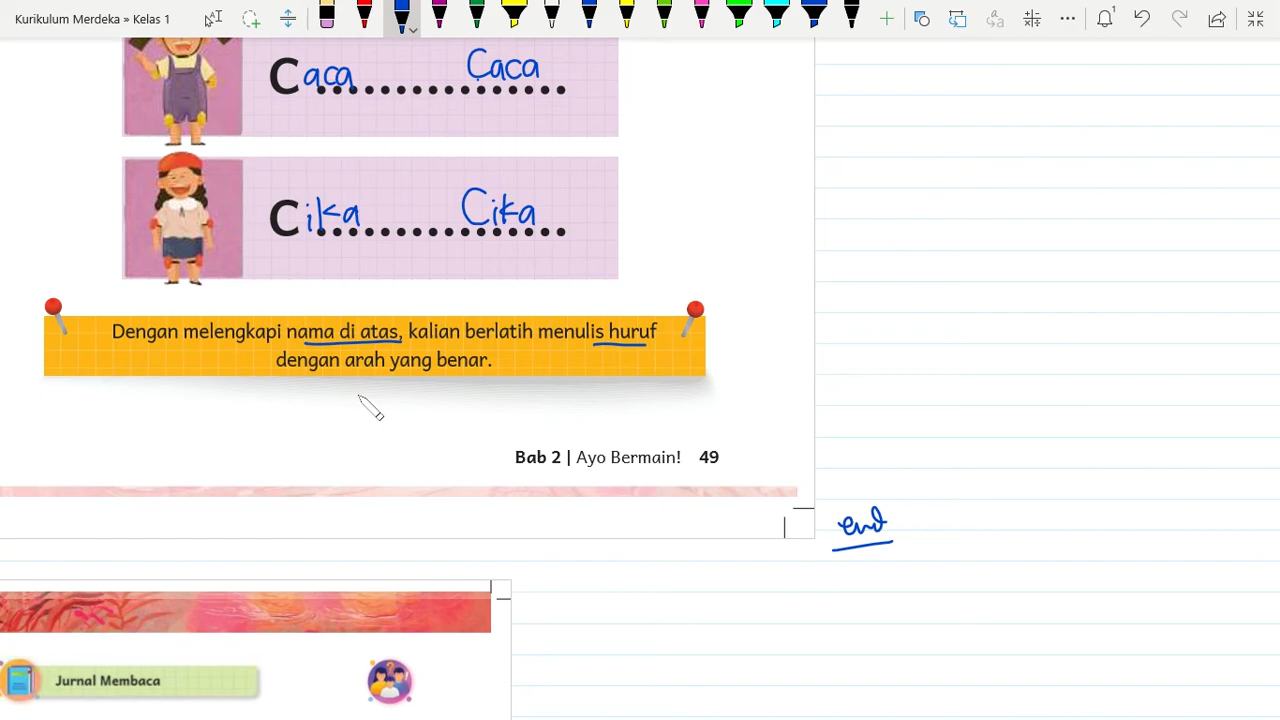 Kurikulum Merdeka » Kelas 1
Caca Caca
Cika Cika
Dengan melengkapi nama di atas, kalian berlatih menulis huruf
dengan arah yang benar.
Bab 2 | Ayo Bermain! 49
end
Jurnal Membaca